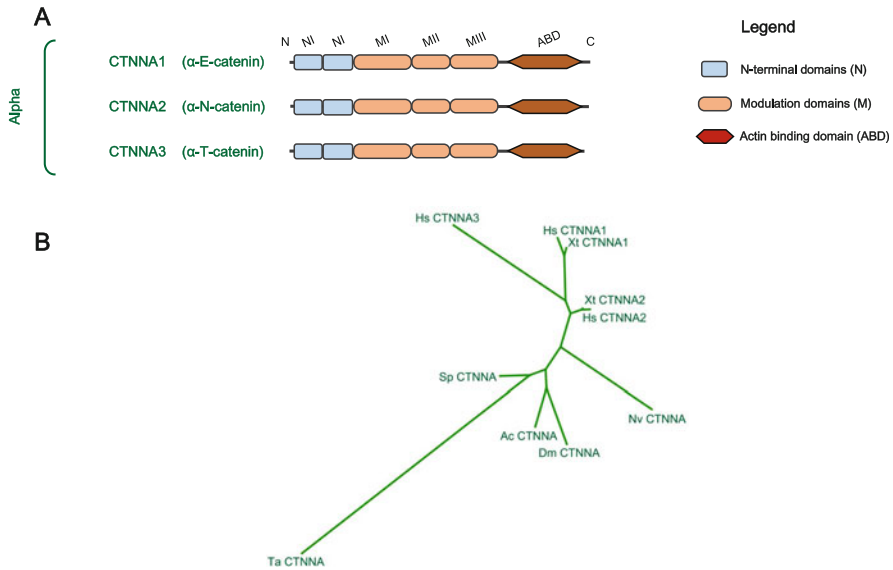 A
N NI NI MI MII MIII ABD C
CTNNA1 (α-E-catenin)
CTNNA2 (α-N-catenin)
CTNNA3 (α-T-catenin)
Alpha
Legend
N-terminal domains (N)
Modulation domains (M)
Actin binding domain (ABD)
B
Hs CTNNA3
Hs CTNNA1
Xt CTNNA1
Xt CTNNA2
Hs CTNNA2
Sp CTNNA
Nv CTNNA
Ac CTNNA
Dm CTNNA
Ta CTNNA